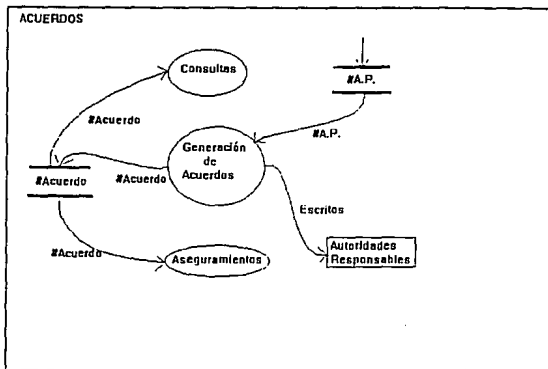 ACUERDOS
Consultas
#A.P.
#Acuerdo
#A.P.
Generación
de
Acuerdos
#Acuerdo
#Acuerdo
Escritos
#Acuerdo
Aseguramientos
Autoridades
Responsables